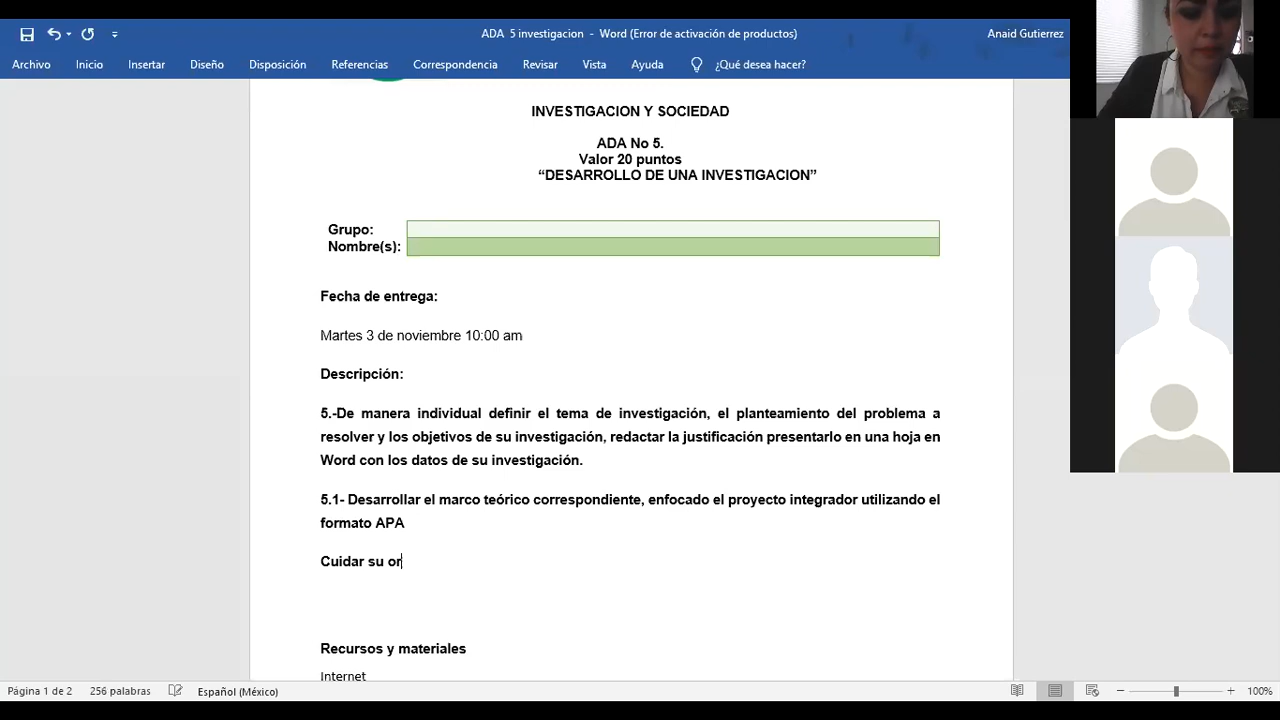 ADA 5 investigacion - Word (Error de activación de productos)
Anaid Gutierrez
Archivo Inicio Insertar Diseño Disposición Referencias Correspondencia Revisar Vista Ayuda ¿Qué desea hacer?
INVESTIGACION Y SOCIEDAD
ADA No 5.
Valor 20 puntos
“DESARROLLO DE UNA INVESTIGACION”
Grupo:
Nombre(s):
Fecha de entrega:
Martes 3 de noviembre 10:00 am
Descripción:
5.-De manera individual definir el tema de investigación, el planteamiento del problema a
resolver y los objetivos de su investigación, redactar la justificación presentarlo en una hoja en
Word con los datos de su investigación.
5.1- Desarrollar el marco teórico correspondiente, enfocado el proyecto integrador utilizando el
formato APA
Cuidar su or
Recursos y materiales
Internet
Página 1 de 2 256 palabras Español (México) 100%